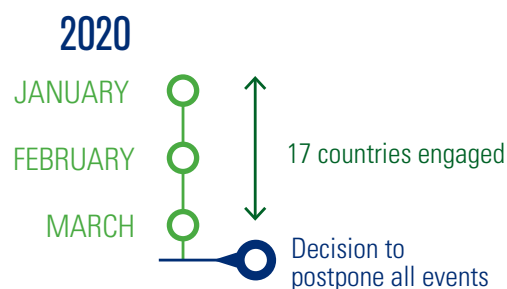 2020
JANUARY
FEBRUARY
17 countries engaged
MARCH
Decision to
postpone all events